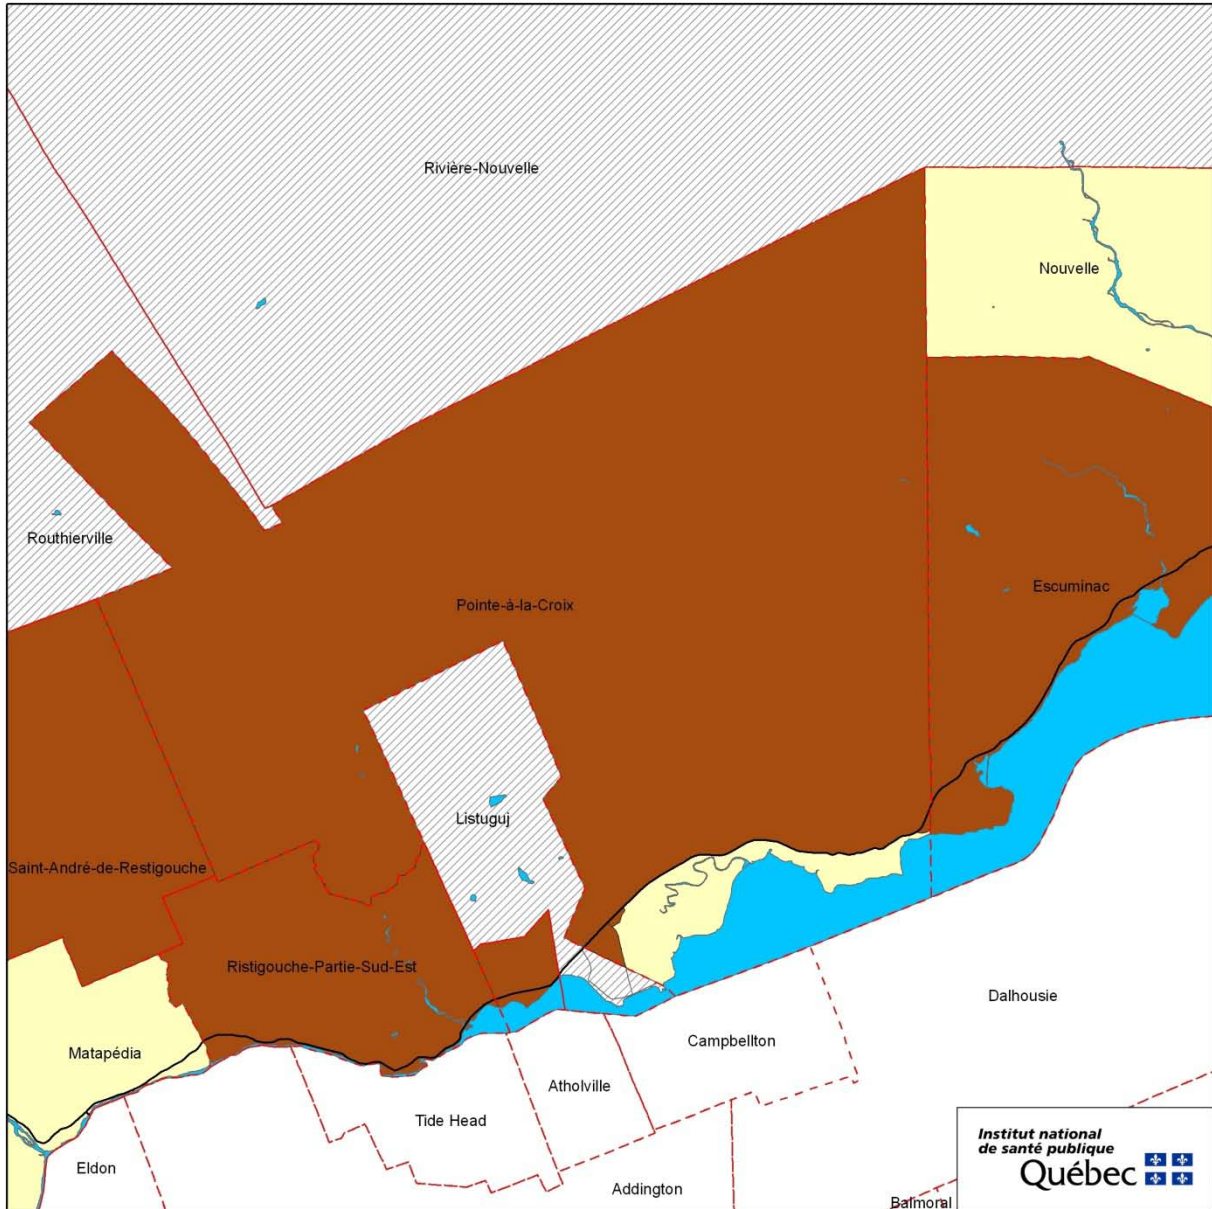 Rivière-Nouvelle
Nouvelle
Routhierville
Escuminac
Pointe-à-la-Croix
Listuguj
Saint-André-de-Restigouche
Ristigouche-Partie-Sud-Est
Dalhousie
Matapédia
Campbellton
Atholville
Tide Head
Eldon
Addington
Balmoral
Institut national
de santé publique
Québec